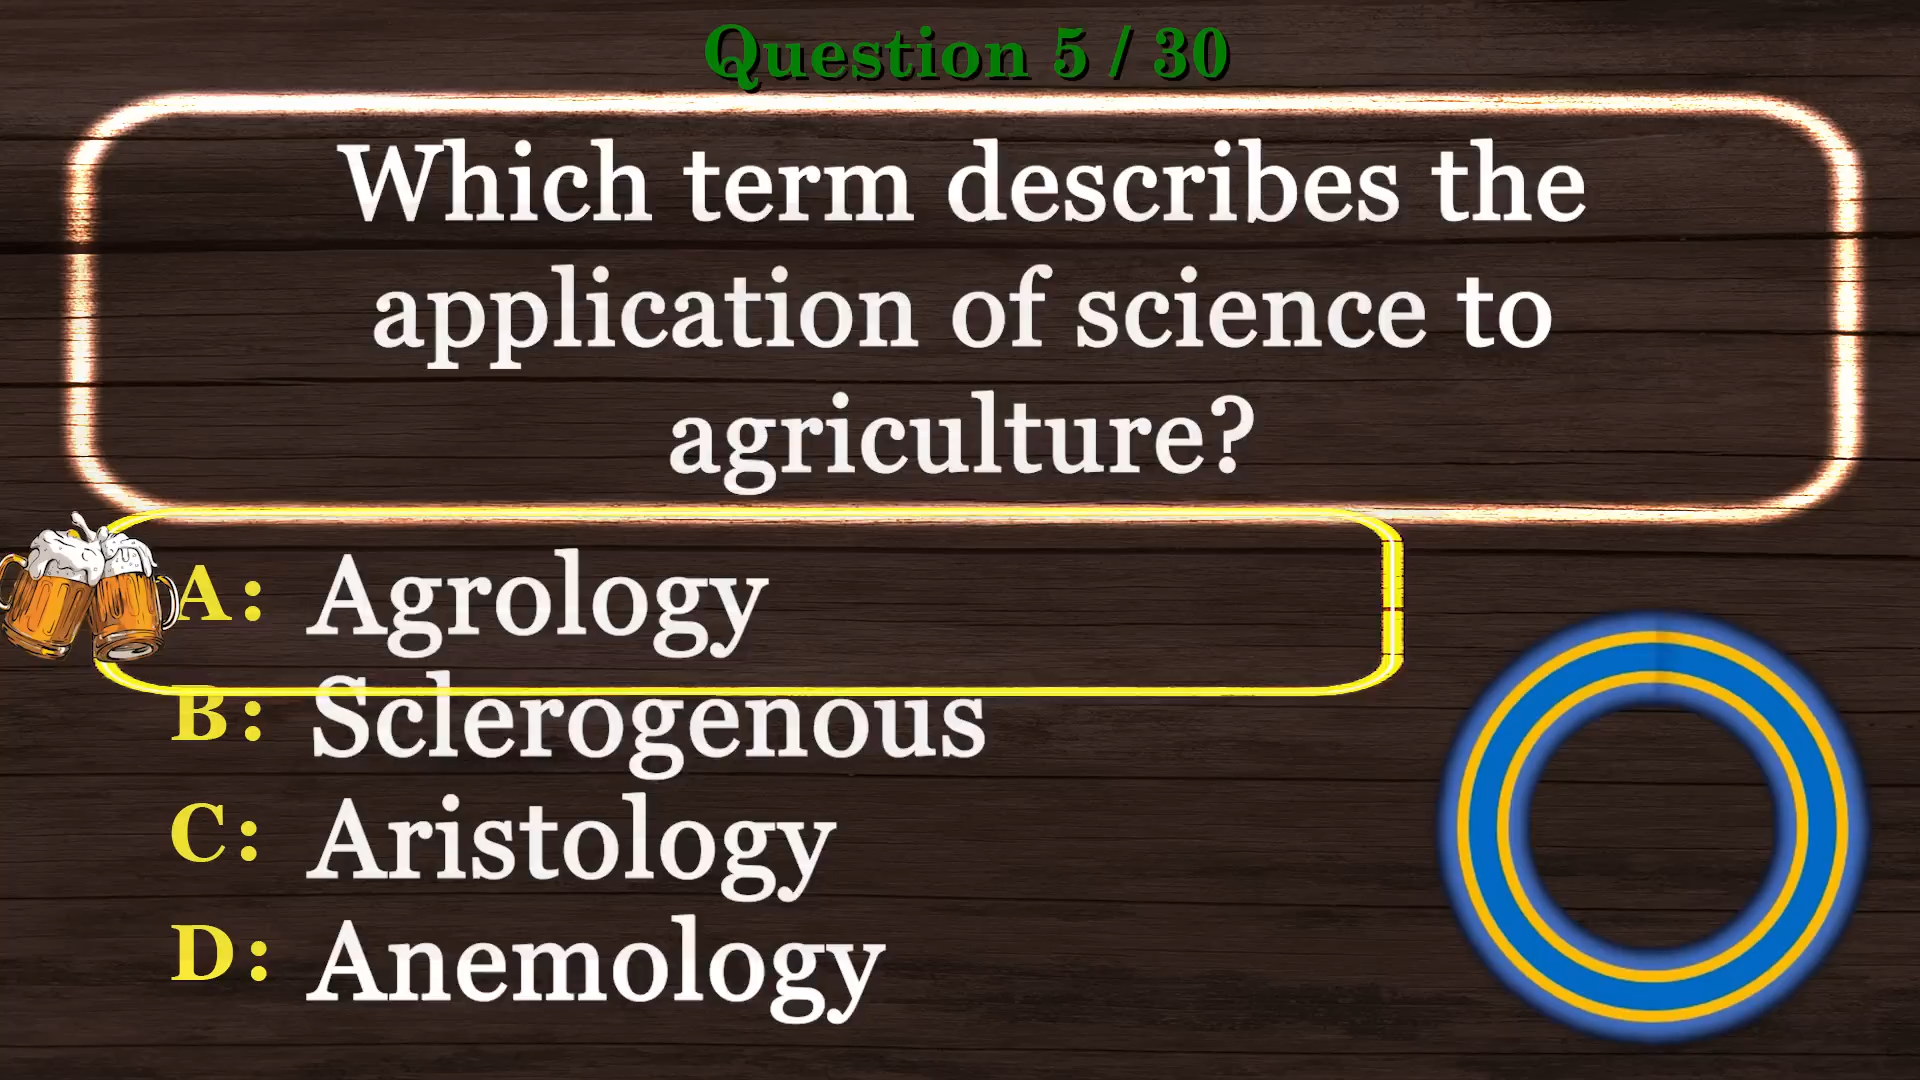 Question 5 / 30
Which term describes the
application of science to
agriculture?
A: Agrology
B: Sclerogenous
C: Aristology
D: Anemology